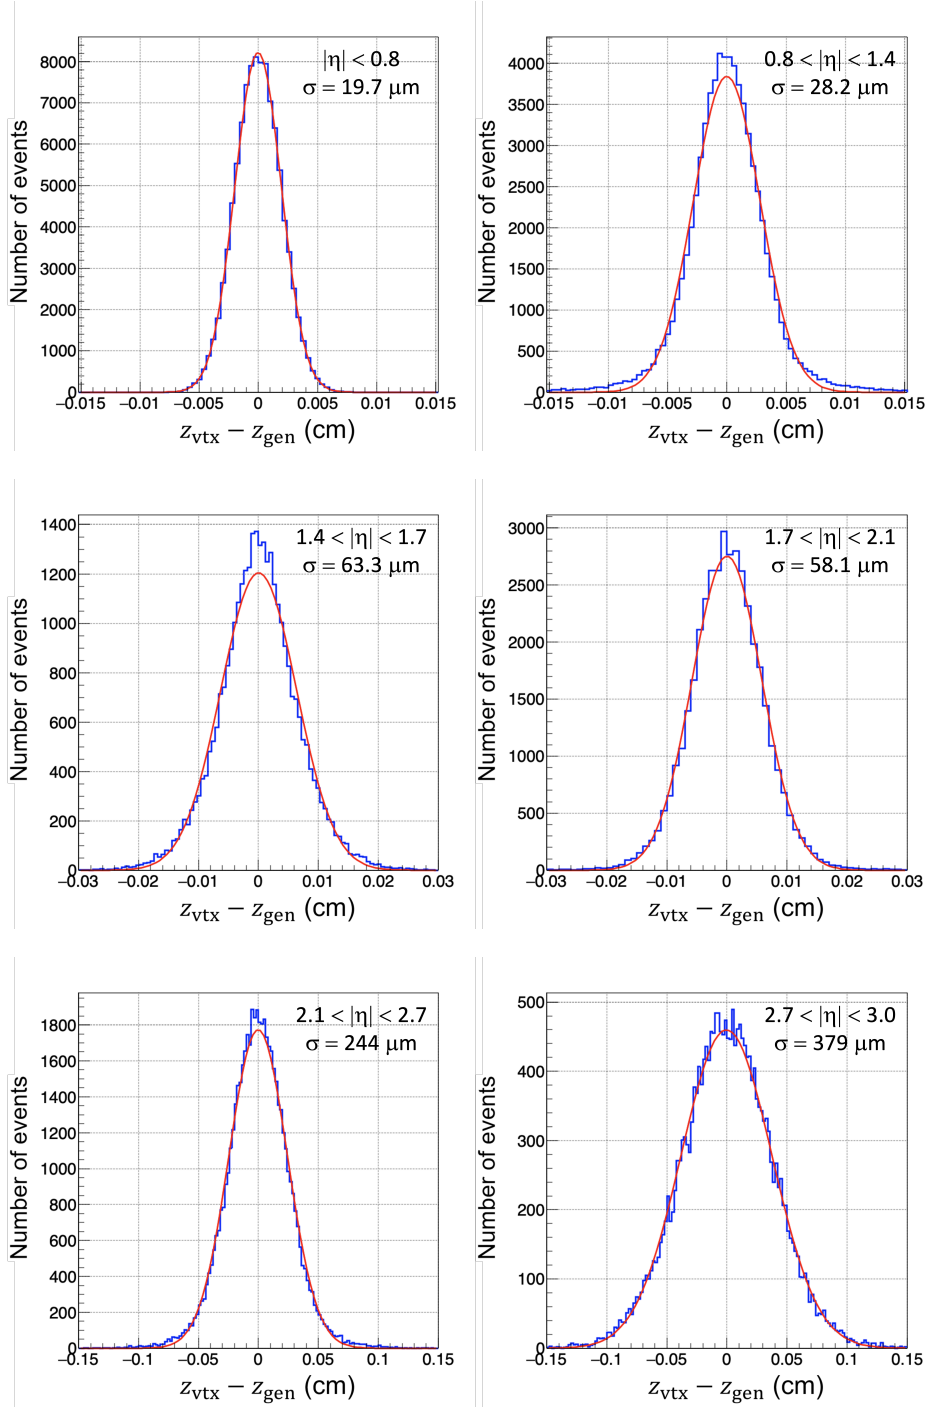 |η| < 0.8
σ = 19.7 μm
Number of events
8000
7000
6000
5000
4000
3000
2000
1000
0
−0.015 −0.01 −0.005 0 0.005 0.01 0.015
z_vtx − z_gen (cm)
0.8 < |η| < 1.4
σ = 28.2 μm
Number of events
4000
3500
3000
2500
2000
1500
1000
500
0
−0.015 −0.01 −0.005 0 0.005 0.01 0.015
z_vtx − z_gen (cm)
1.4 < |η| < 1.7
σ = 63.3 μm
Number of events
1400
1200
1000
800
600
400
200
0
−0.03 −0.02 −0.01 0 0.01 0.02 0.03
z_vtx − z_gen (cm)
1.7 < |η| < 2.1
σ = 58.1 μm
Number of events
3000
2500
2000
1500
1000
500
0
−0.03 −0.02 −0.01 0 0.01 0.02 0.03
z_vtx − z_gen (cm)
2.1 < |η| < 2.7
σ = 244 μm
Number of events
1800
1600
1400
1200
1000
800
600
400
200
0
−0.15 −0.1 −0.05 0 0.05 0.1 0.15
z_vtx − z_gen (cm)
2.7 < |η| < 3.0
σ = 379 μm
Number of events
500
400
300
200
100
0
−0.15 −0.1 −0.05 0 0.05 0.1 0.15
z_vtx − z_gen (cm)